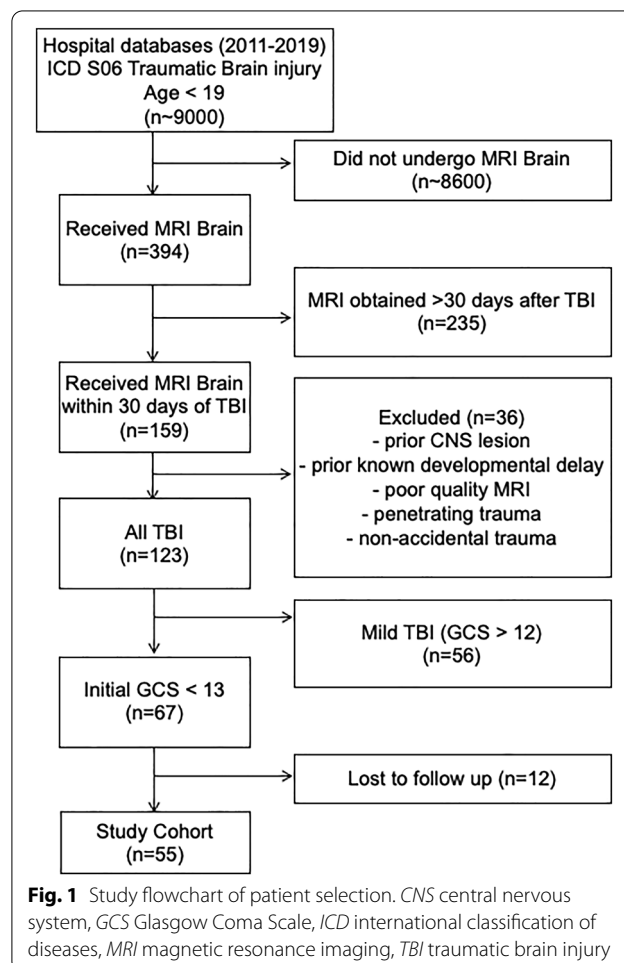 Hospital databases (2011-2019)
ICD S06 Traumatic Brain injury
Age < 19
(n~9000)
Did not undergo MRI Brain
(n~8600)
Received MRI Brain
(n=394)
MRI obtained >30 days after TBI
(n=235)
Received MRI Brain
within 30 days of TBI
(n=159)
Excluded (n=36)
- prior CNS lesion
- prior known developmental delay
- poor quality MRI
- penetrating trauma
- non-accidental trauma
All TBI
(n=123)
Mild TBI (GCS > 12)
(n=56)
Initial GCS < 13
(n=67)
Lost to follow up (n=12)
Study Cohort
(n=55)
Fig. 1 Study flowchart of patient selection. CNS central nervous
system, GCS Glasgow Coma Scale, ICD international classification of
diseases, MRI magnetic resonance imaging, TBI traumatic brain injury